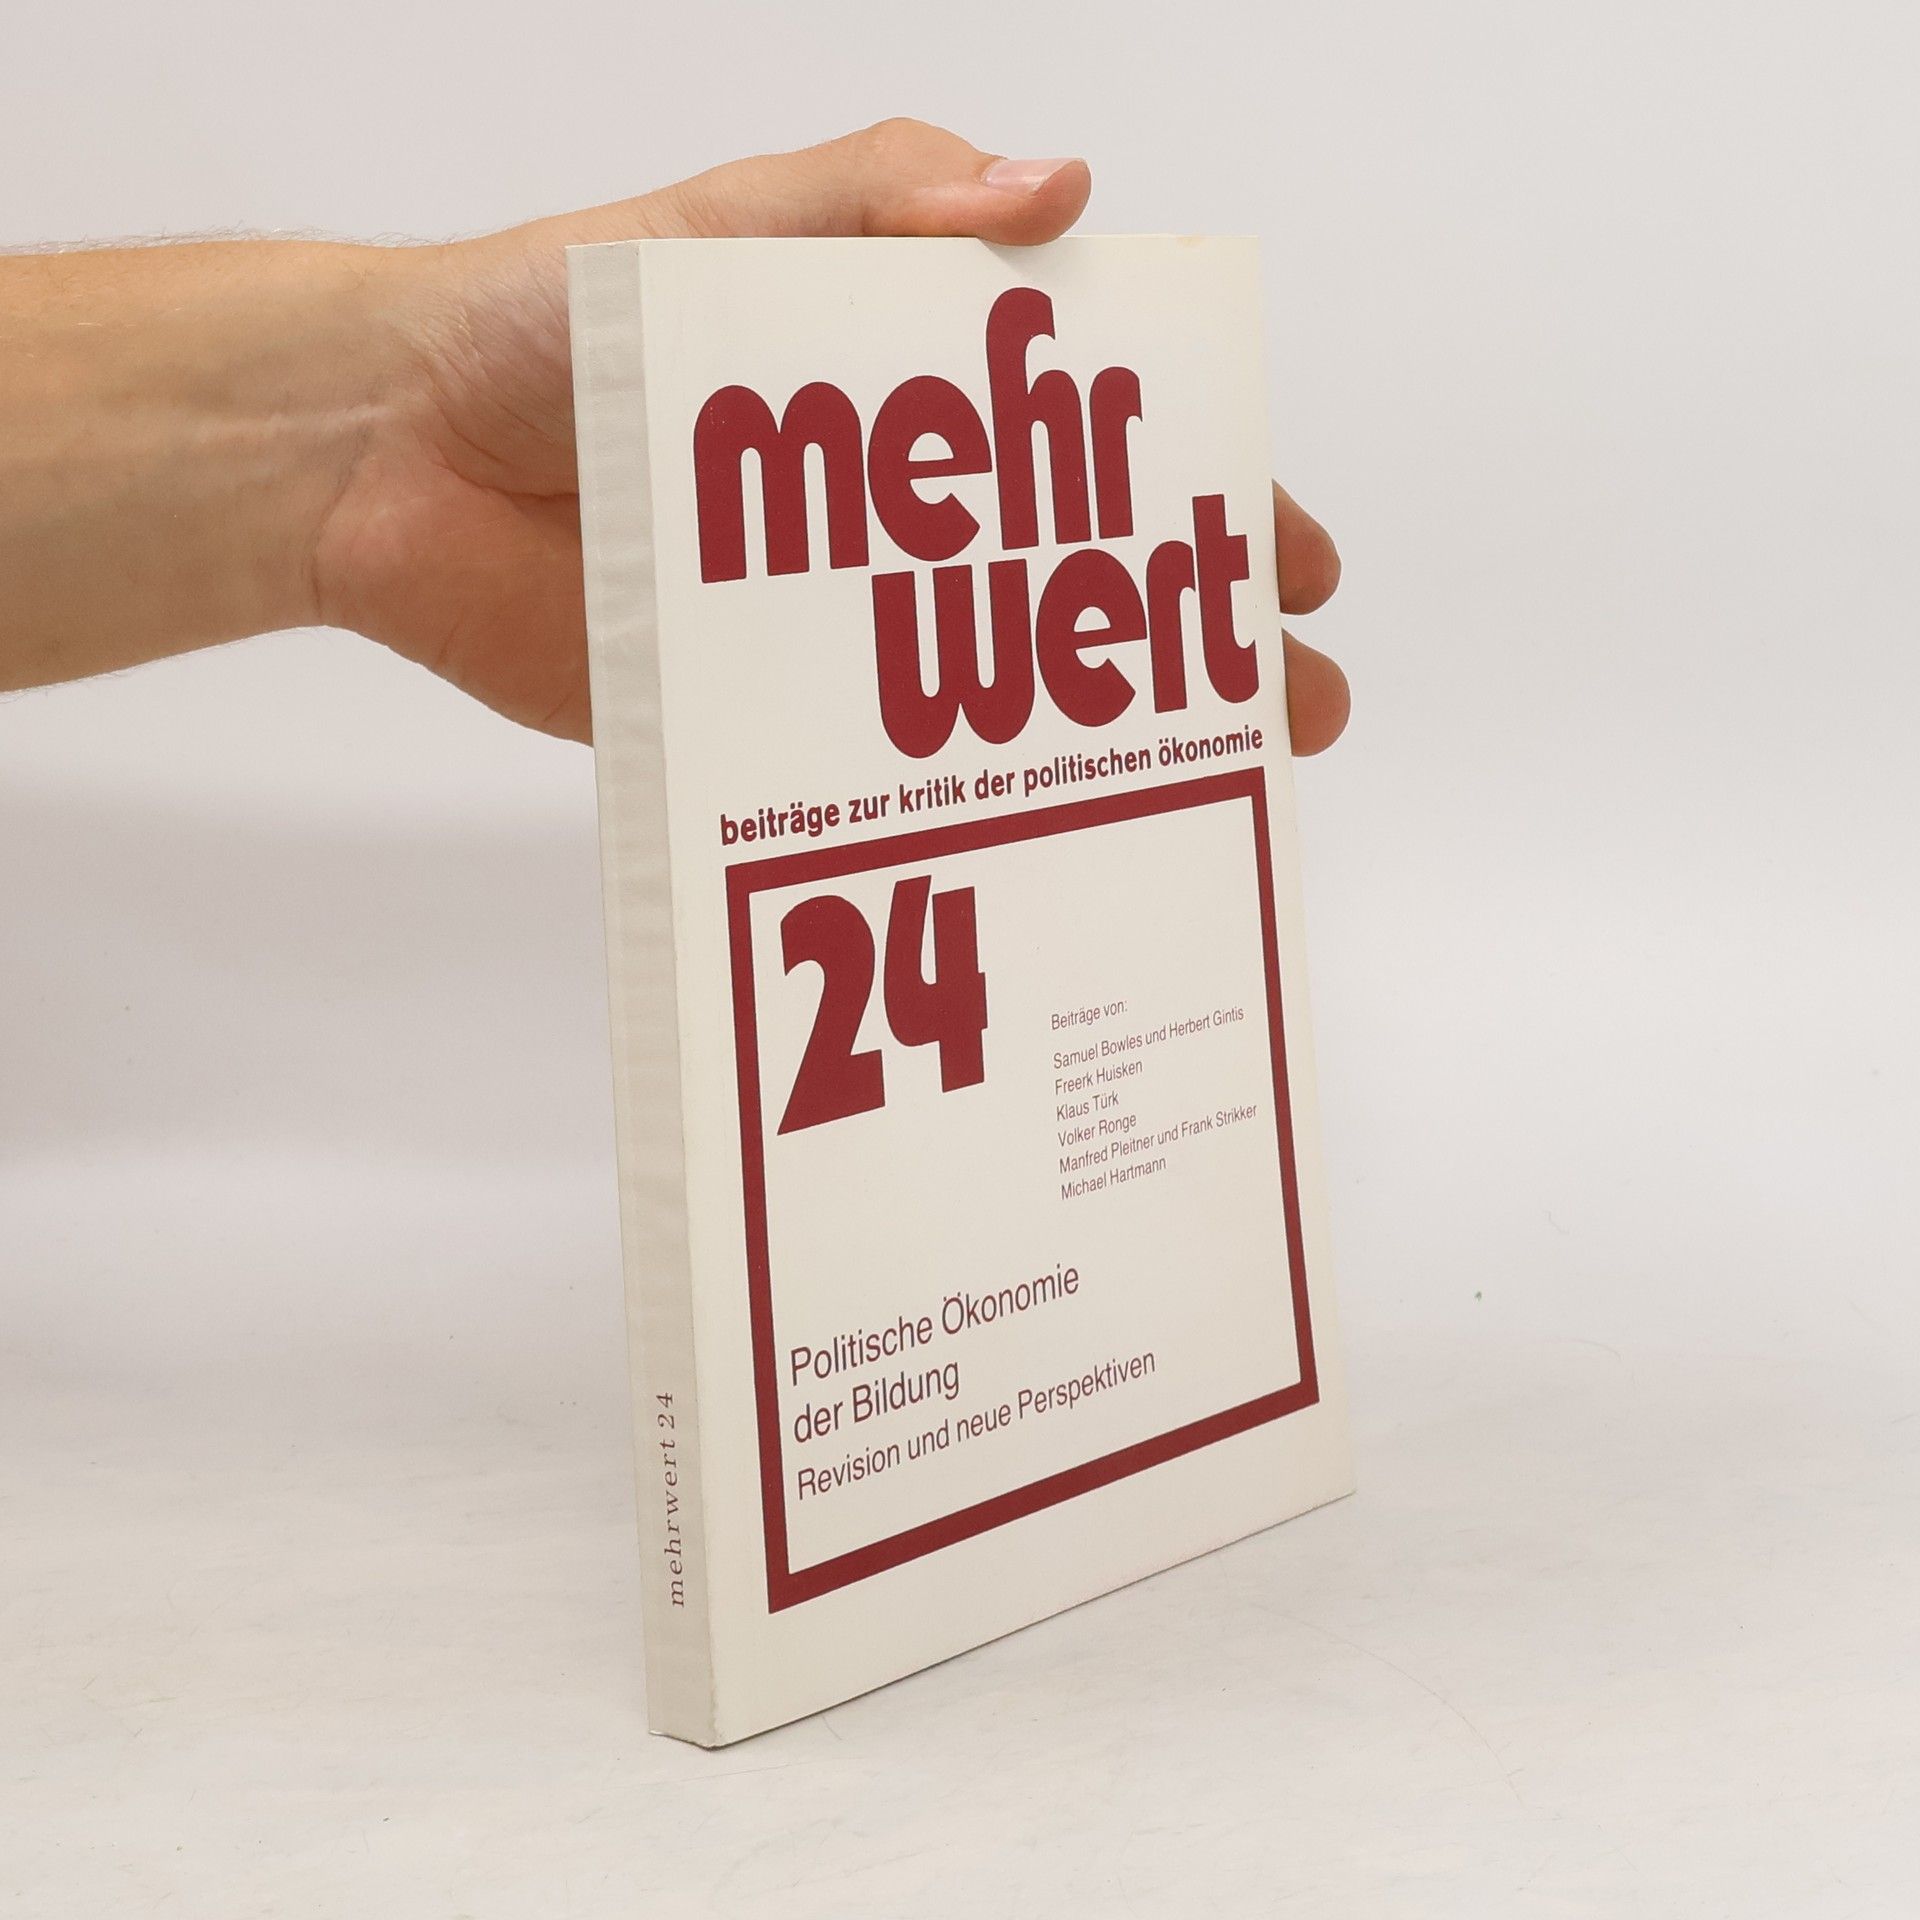 mehr
wert
beiträge zur kritik der politischen ökonomie
24
Beiträge von:
Samuel Bowles und Herbert Gintis
Freerk Huisken
Klaus Türk
Volker Ronge
Manfred Pleitner und Frank Strikker
Michael Hartmann
Politische Ökonomie
der Bildung
Revision und neue Perspektiven
mehrwert 24